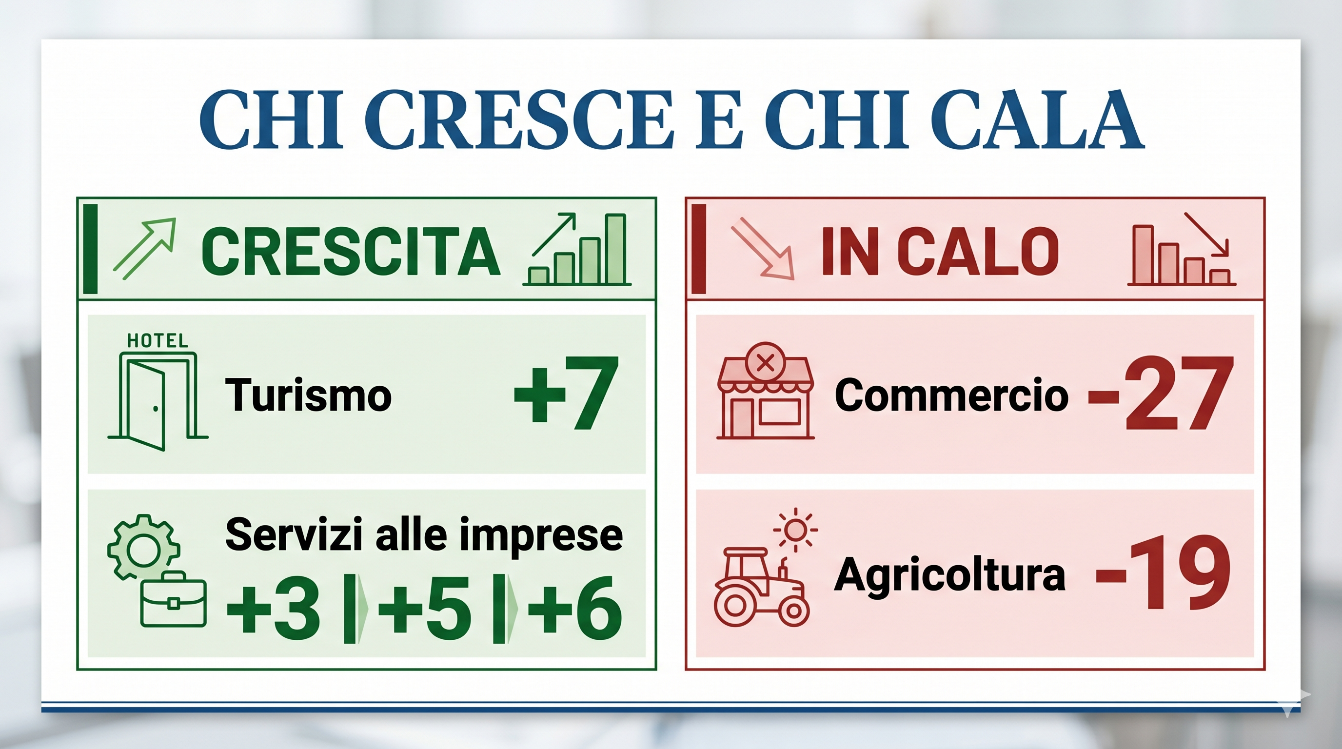 CHI CRESCE E CHI CALA
CRESCITA
HOTEL
Turismo +7
Servizi alle imprese
+3 | +5 | +6
IN CALO
Commercio -27
Agricoltura -19